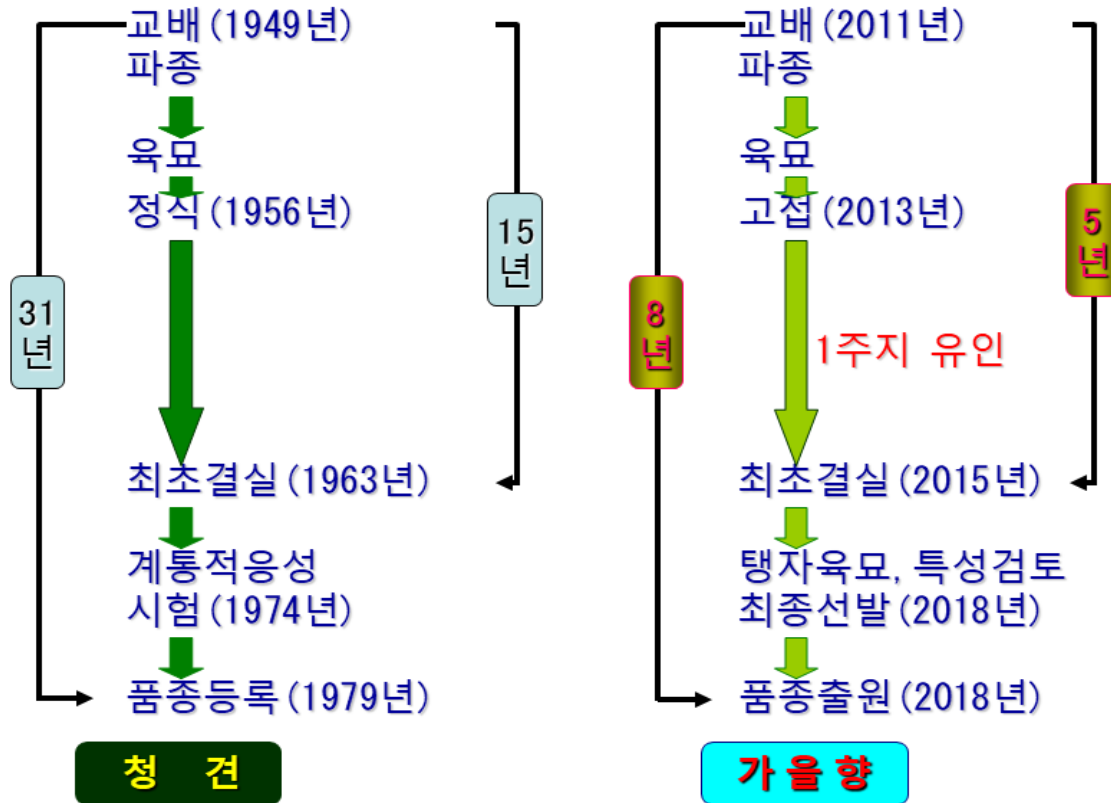 교배(1949년)
파종
육묘
정식(1956년)
15
년
31
년
최초결실(1963년)
계통적응성
시험(1974년)
품종등록(1979년)
청 견
교배(2011년)
파종
육묘
고섭(2013년)
5
년
8
년
1주지 유인
최초결실(2015년)
탱자육묘, 특성검토
최종선발(2018년)
품종출원(2018년)
가을향